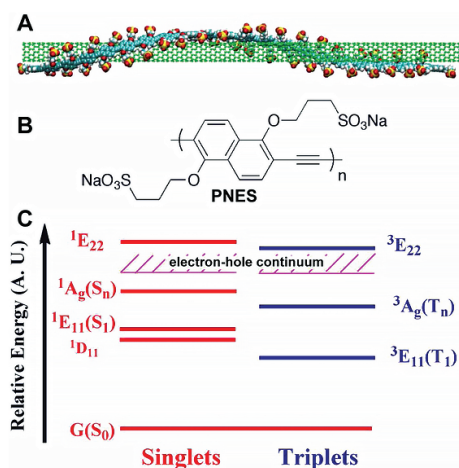 A
B
SO3Na
O
NaO3S
O
n
PNES
C
Relative Energy (A. U.)
1E22
3E22
electron-hole continuum
1Ag(Sn)
3Ag(Tn)
1E11(S1)
1D11
3E11(T1)
G(S0)
Singlets
Triplets